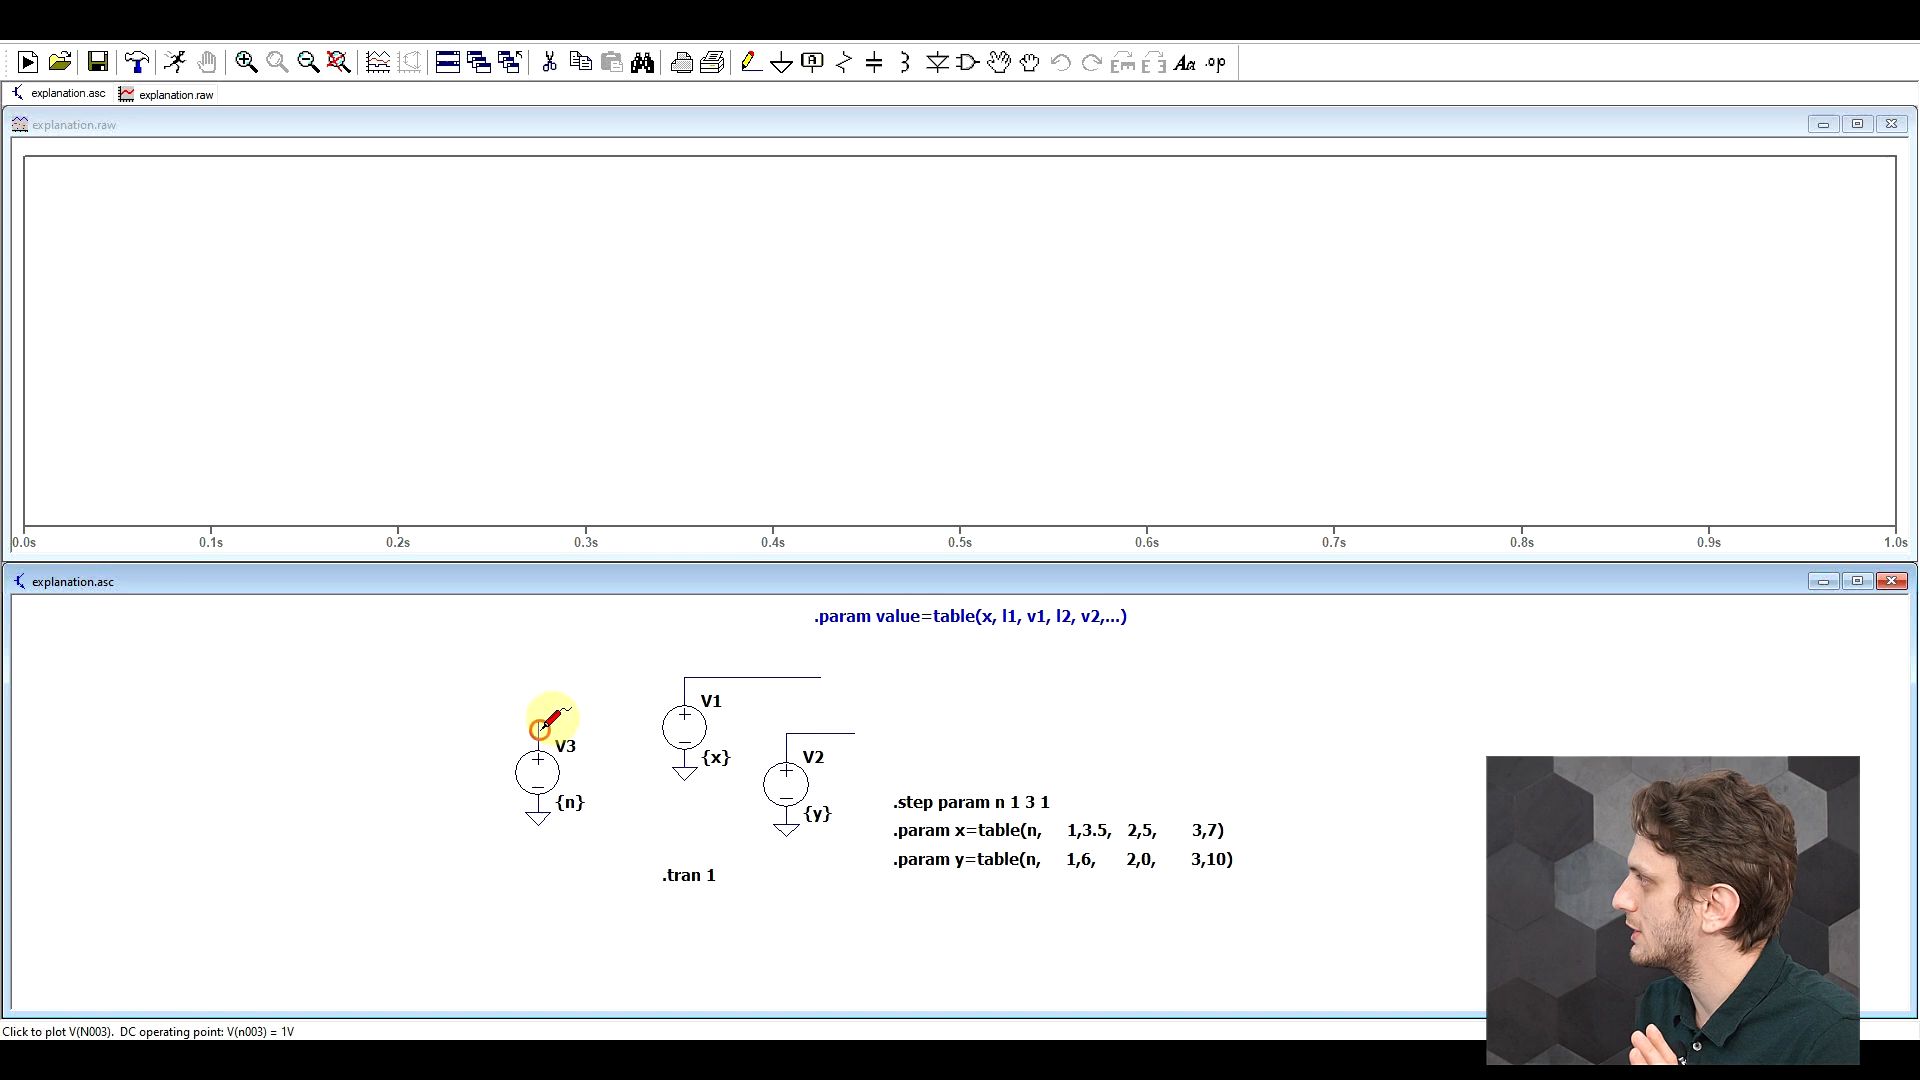 .op
explanation.asc explanation.raw
explanation.raw
0.0s 0.1s 0.2s 0.3s 0.4s 0.5s 0.6s 0.7s 0.8s 0.9s 1.0s
explanation.asc
.param value=table(x, l1, v1, l2, v2,...)
V1
V3
{x}
V2
{n}
{y}
.step param n 1 3 1
.param x=table(n, 1,3.5, 2,5, 3,7)
.param y=table(n, 1,6, 2,0, 3,10)
.tran 1
Click to plot V(N003). DC operating point: V(n003) = 1V